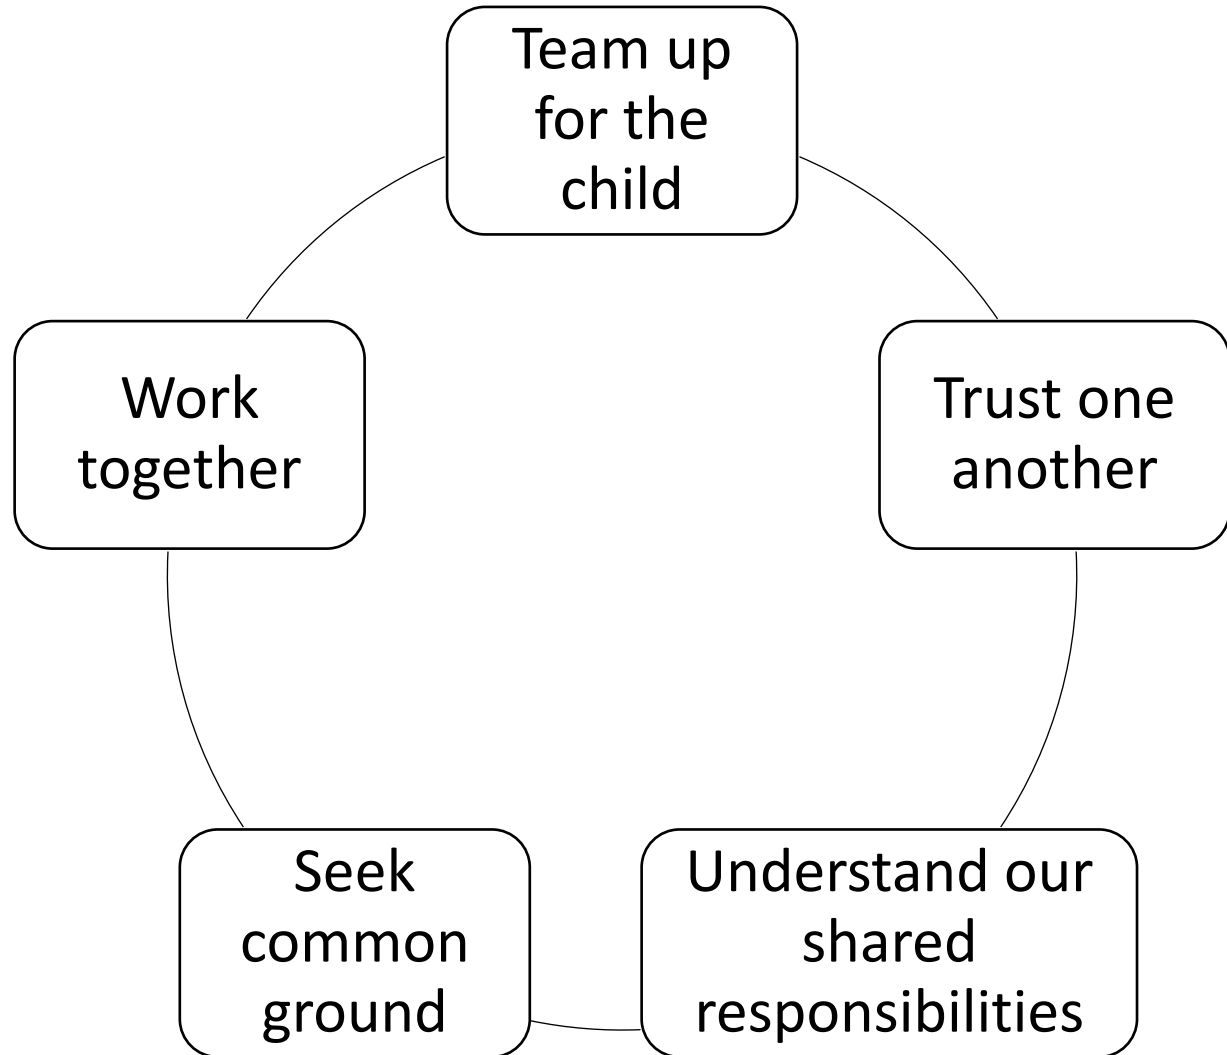 Team up
for the
child
Trust one
another
Understand our
shared
responsibilities
Seek
common
ground
Work
together